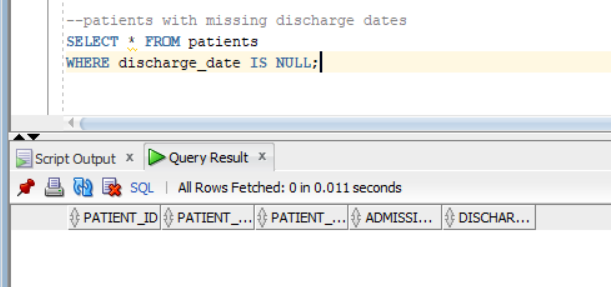 --patients with missing discharge dates
SELECT * FROM patients
WHERE discharge_date IS NULL;
Script Output x Query Result x
SQL | All Rows Fetched: 0 in 0.011 seconds
PATIENT_ID PATIENT_... PATIENT_... ADMISSI... DISCHAR...